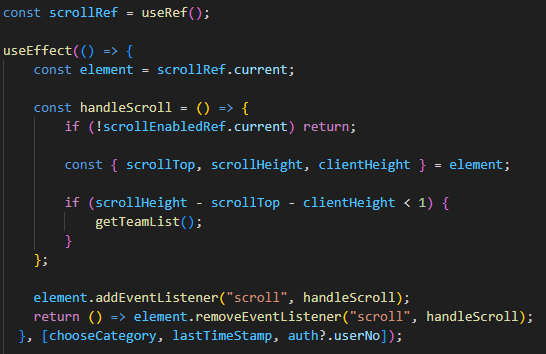 const scrollRef = useRef();
useEffect(() => {
const element = scrollRef.current;
const handleScroll = () => {
if (!scrollEnabledRef.current) return;
const { scrollTop, scrollHeight, clientHeight } = element;
if (scrollHeight - scrollTop - clientHeight < 1) {
getTeamList();
}
};
element.addEventListener("scroll", handleScroll);
return () => element.removeEventListener("scroll", handleScroll);
}, [chooseCategory, lastTimeStamp, auth?.userNo]);